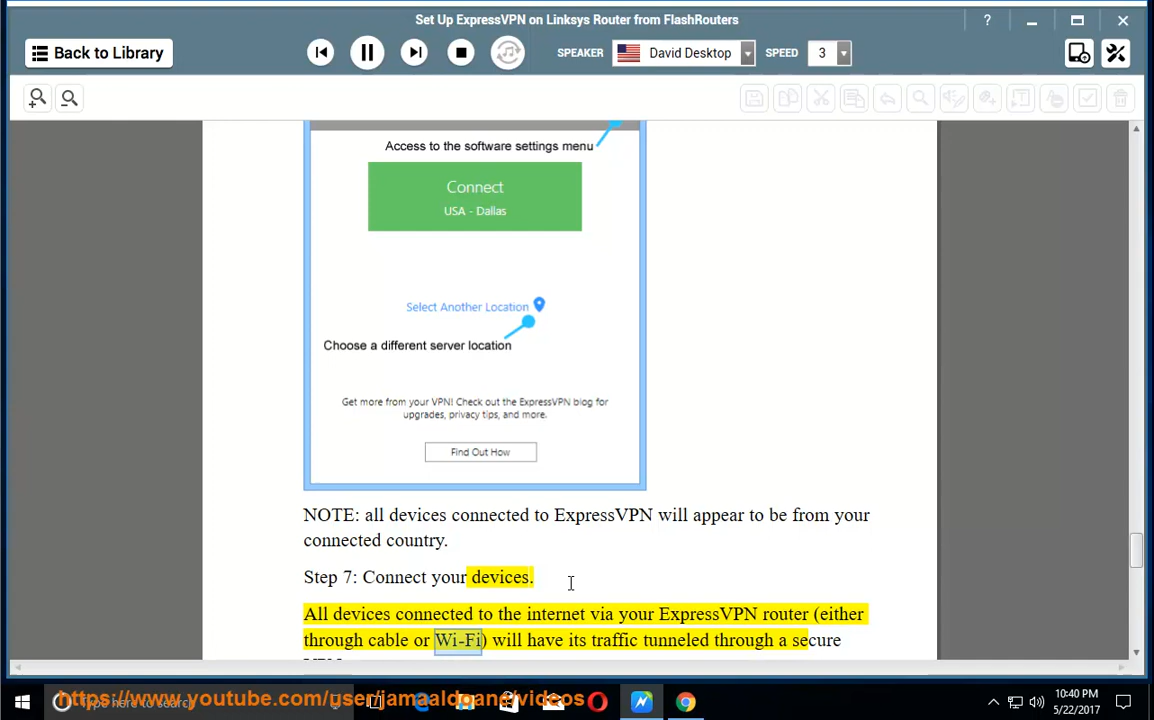 Set Up ExpressVPN on Linksys Router from FlashRouters
?
Back to Library
SPEAKER
David Desktop
SPEED
3
Access to the software settings menu
Connect
USA - Dallas
Select Another Location
Choose a different server location
Get more from your VPN! Check out the ExpressVPN blog for
upgrades, privacy tips, and more.
Find Out How
NOTE: all devices connected to ExpressVPN will appear to be from your
connected country.
Step 7: Connect your devices.
All devices connected to the internet via your ExpressVPN router (either
through cable or Wi-Fi) will have its traffic tunneled through a secure
https://www.youtube.com/user/jamaaldoandvideos
10:40 PM
5/22/2017